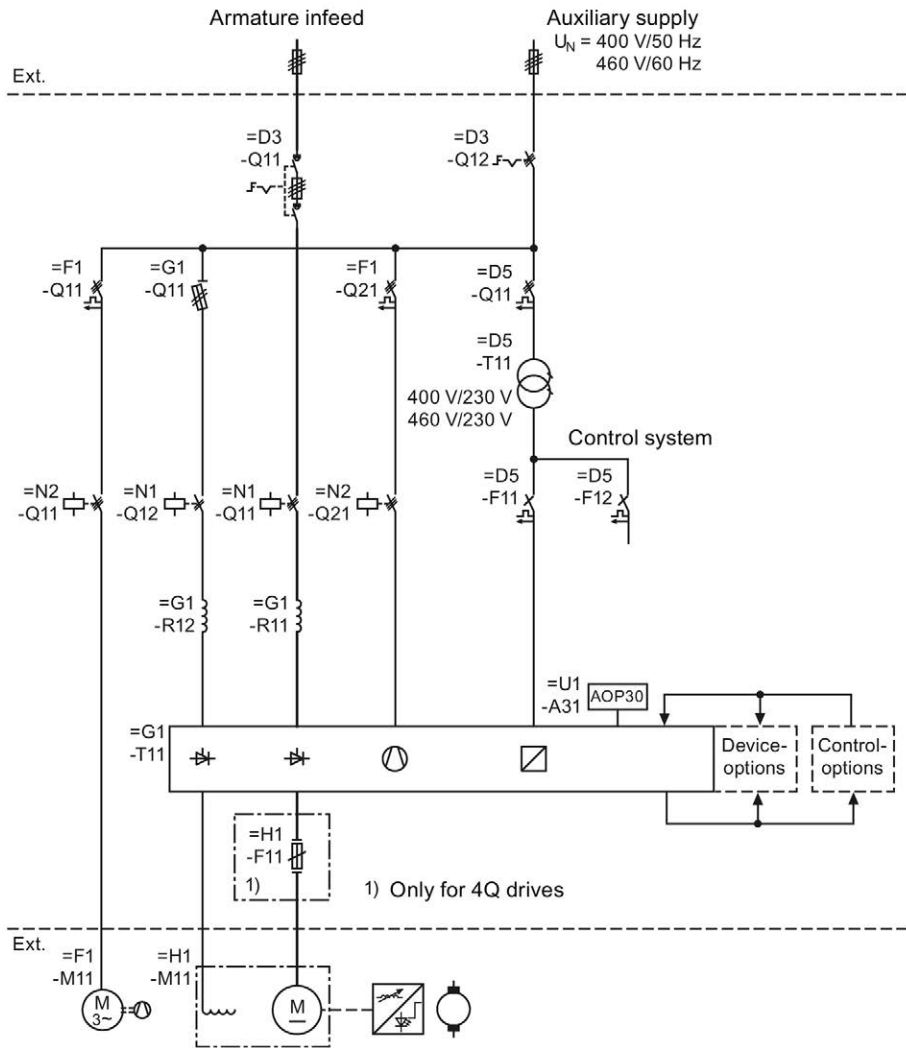 Armature infeed
Auxiliary supply
U_N = 400 V/50 Hz
460 V/60 Hz
Ext.
=D3
-Q11
=D3
-Q12
=F1
-Q11
=G1
-Q11
=F1
-Q21
=D5
-Q11
=D5
-T11
400 V/230 V
460 V/230 V
Control system
=D5
-F11
=D5
-F12
=N2
-Q11
=N1
-Q12
=N1
-Q11
=N2
-Q21
=G1
-R12
=G1
-R11
=U1
-A31
AOP30
=G1
-T11
Device-
options
Control-
options
=H1
-F11
1)
1) Only for 4Q drives
Ext.
=F1
-M11
=H1
-M11
M
3~
M